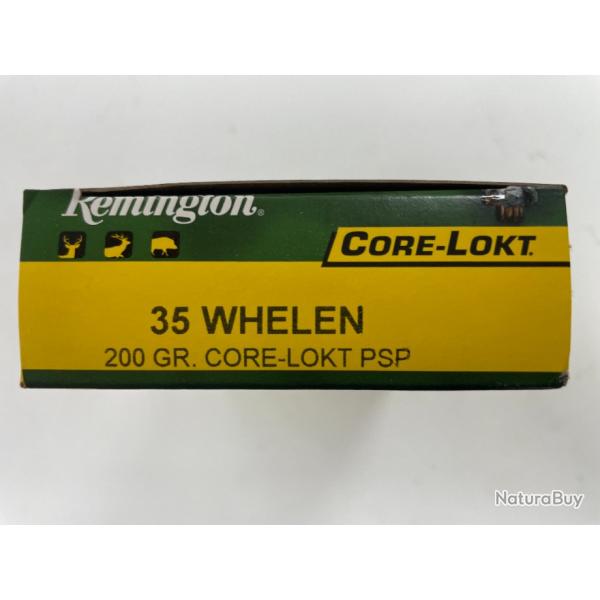 Remington®
CORE-LOKT.
35 WHELEN
200 GR. CORE-LOKT PSP
NaturaBuy